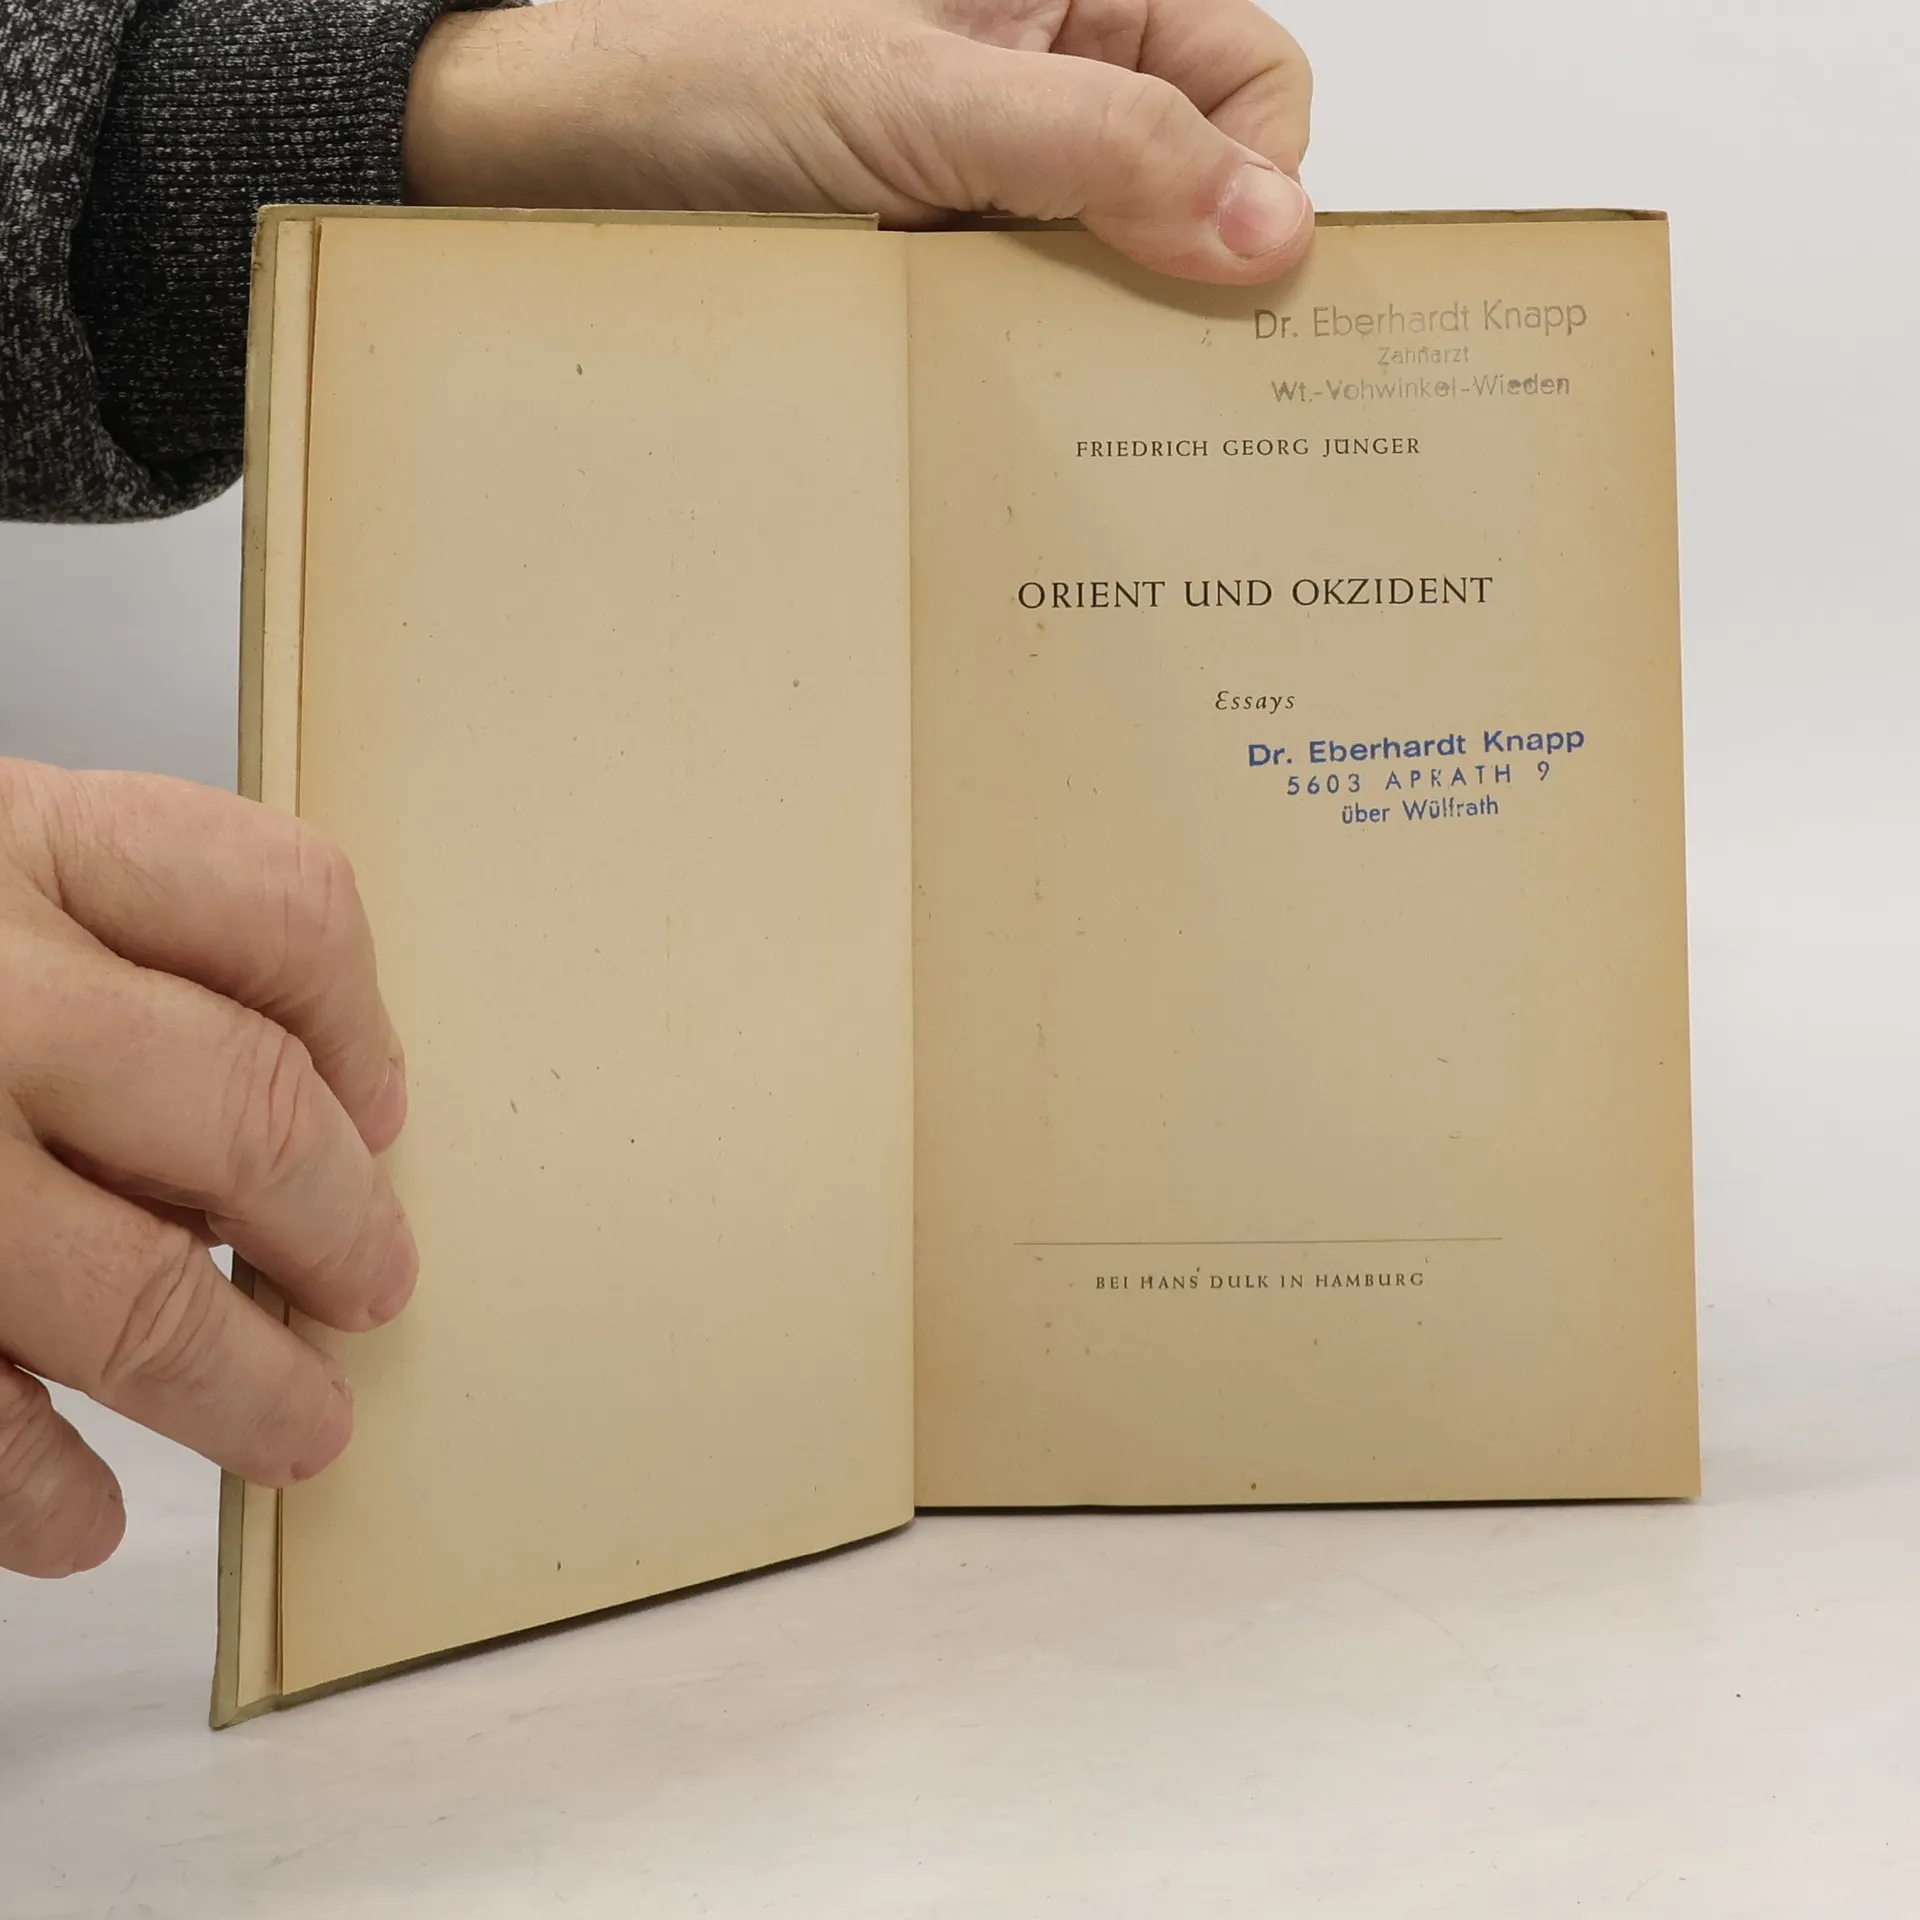 Dr. Eberhardt Knapp
Zahnarzt
Wt.-Vohwinkel-Wieden
FRIEDRICH GEORG JÜNGER
ORIENT UND OKZIDENT
Essays
Dr. Eberhardt Knapp
5603 APRATH 9
über Wülfrath
BEI HANS DULK IN HAMBURG